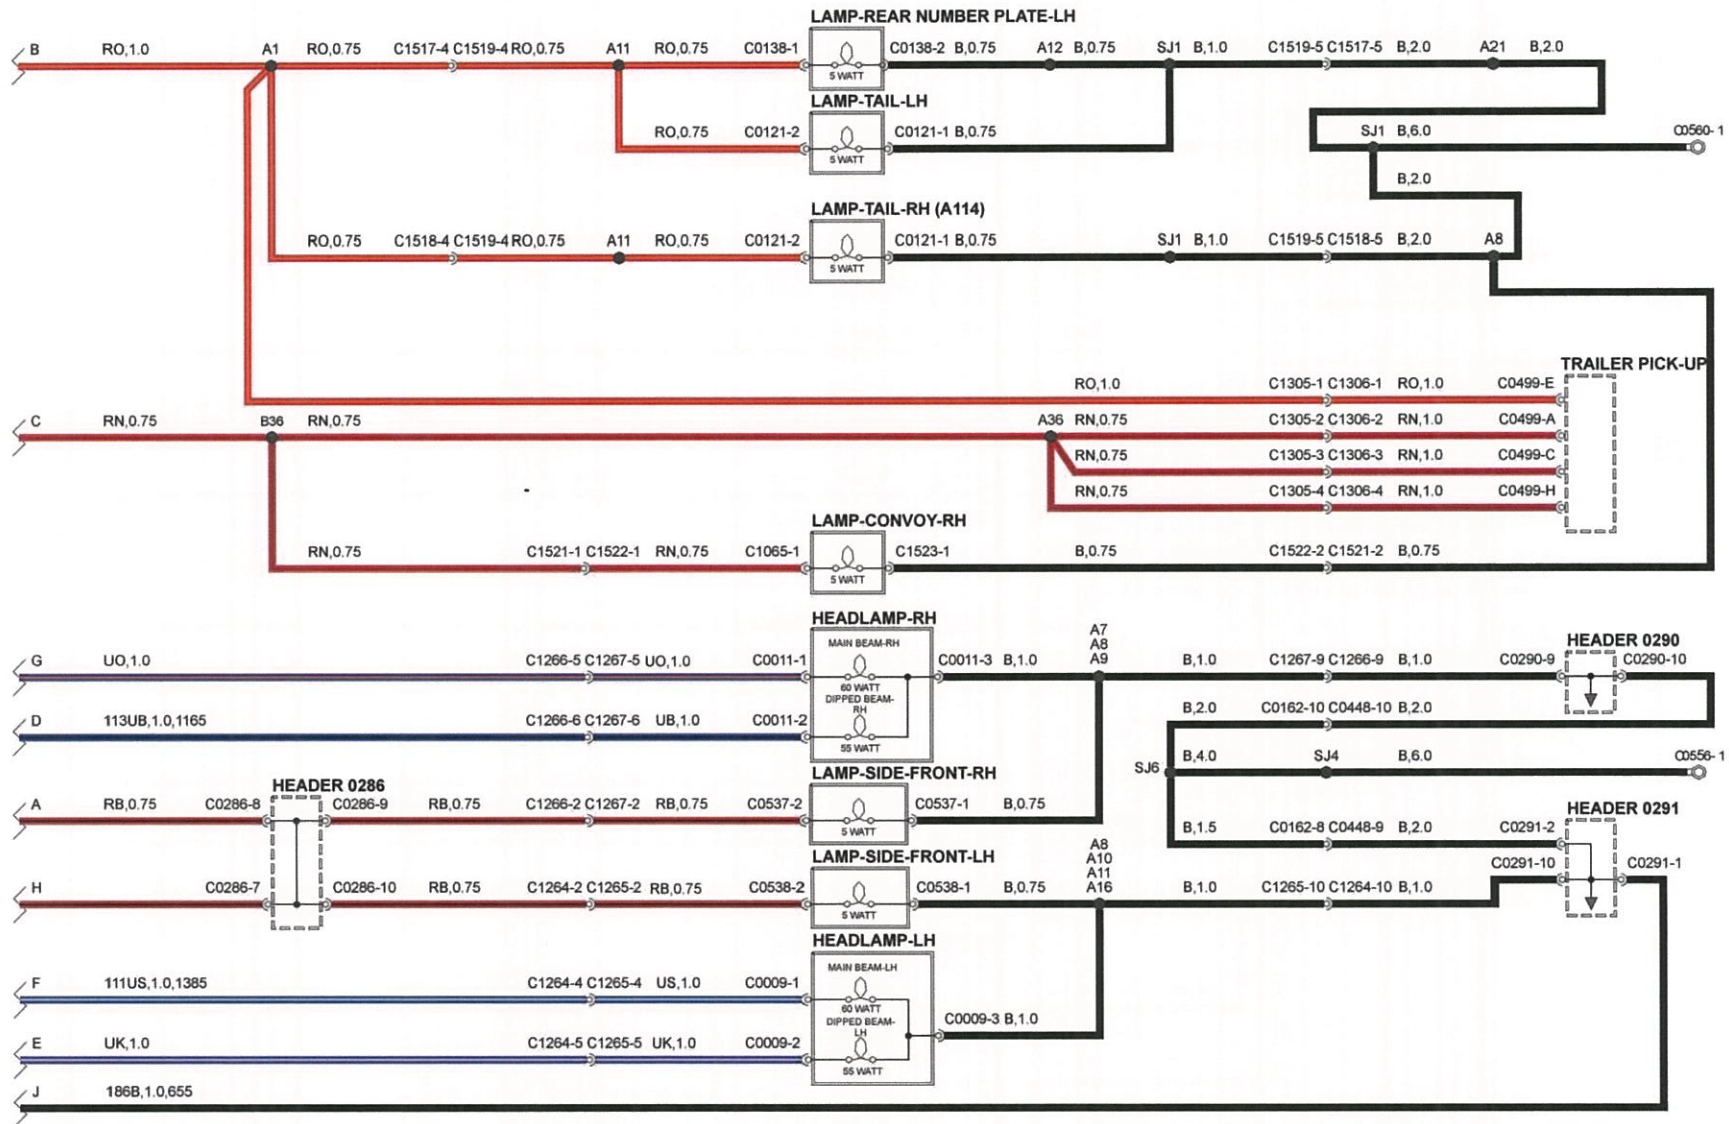 LAMP-REAR NUMBER PLATE-LH
B RO,1.0 A1 RO,0.75 C1517-4 C1519-4 RO,0.75 A11 RO,0.75 C0138-1 C0138-2 B,0.75 A12 B,0.75 SJ1 B,1.0 C1519-5 C1517-5 B,2.0 A21 B,2.0
5 WATT
LAMP-TAIL-LH
RO,0.75 C0121-2 C0121-1 B,0.75 SJ1 B,6.0 C0560-1
5 WATT
B,2.0
LAMP-TAIL-RH (A114)
RO,0.75 C1518-4 C1519-4 RO,0.75 A11 RO,0.75 C0121-2 C0121-1 B,0.75 SJ1 B,1.0 C1519-5 C1518-5 B,2.0 A8
5 WATT
TRAILER PICK-UP
RO,1.0 C1305-1 C1306-1 RO,1.0 C0499-E
C RN,0.75 B36 RN,0.75 A36 RN,0.75 C1305-2 C1306-2 RN,1.0 C0499-A
RN,0.75 C1305-3 C1306-3 RN,1.0 C0499-C
RN,0.75 C1305-4 C1306-4 RN,1.0 C0499-H
LAMP-CONVOY-RH
RN,0.75 C1521-1 C1522-1 RN,0.75 C1065-1 C1523-1 B,0.75 C1522-2 C1521-2 B,0.75
5 WATT
HEADLAMP-RH
A7
MAIN BEAM-RH A8 HEADER 0290
G UO,1.0 C1266-5 C1267-5 UO,1.0 C0011-1 C0011-3 B,1.0 A9 B,1.0 C1267-9 C1266-9 B,1.0 C0290-9 C0290-10
60 WATT
DIPPED BEAM-
RH
B,2.0 C0162-10 C0448-10 B,2.0
D 113UB,1.0,1165 C1266-6 C1267-6 UB,1.0 C0011-2
55 WATT
SJ6 B,4.0 SJ4 B,6.0 C0556-1
LAMP-SIDE-FRONT-RH
HEADER 0286
A RB,0.75 C0286-8 C0286-9 RB,0.75 C1266-2 C1267-2 RB,0.75 C0537-2 C0537-1 B,0.75 HEADER 0291
5 WATT B,1.5 C0162-8 C0448-9 B,2.0 C0291-2
LAMP-SIDE-FRONT-LH
A8
A10 C0291-10 C0291-1
A11
H C0286-7 C0286-10 RB,0.75 C1264-2 C1265-2 RB,0.75 C0538-2 C0538-1 B,0.75 A16 B,1.0 C1265-10 C1264-10 B,1.0
5 WATT
HEADLAMP-LH
MAIN BEAM-LH
F 111US,1.0,1385 C1264-4 C1265-4 US,1.0 C0009-1
60 WATT
DIPPED BEAM-
LH
C0009-3 B,1.0
E UK,1.0 C1264-5 C1265-5 UK,1.0 C0009-2
55 WATT
J 186B,1.0,655